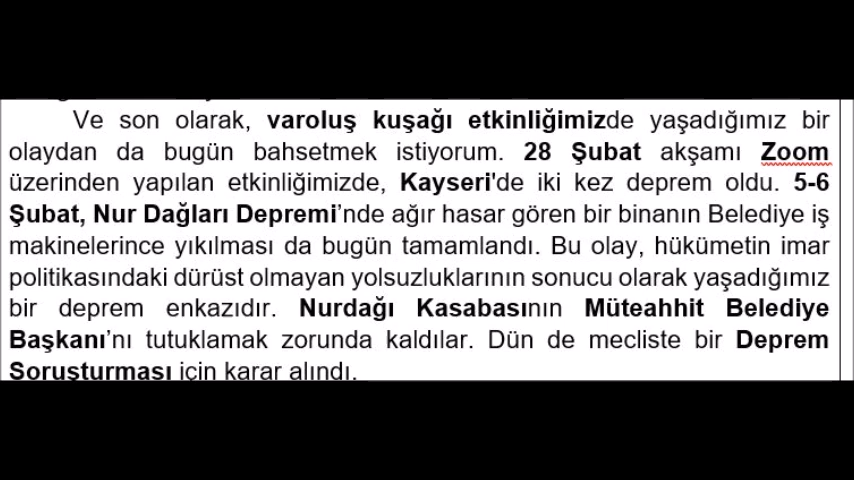 Ve son olarak, varoluş kuşağı etkinliğimizde yaşadığımız bir
olaydan da bugün bahsetmek istiyorum. 28 Şubat akşamı Zoom
üzerinden yapılan etkinliğimizde, Kayseri'de iki kez deprem oldu. 5-6
Şubat, Nur Dağları Depremi’nde ağır hasar gören bir binanın Belediye iş
makinelerince yıkılması da bugün tamamlandı. Bu olay, hükümetin imar
politikasındaki dürüst olmayan yolsuzluklarının sonucu olarak yaşadığımız
bir deprem enkazıdır. Nurdağı Kasabasının Müteahhit Belediye
Başkanı’nı tutuklamak zorunda kaldılar. Dün de mecliste bir Deprem
Soruşturması için karar alındı.